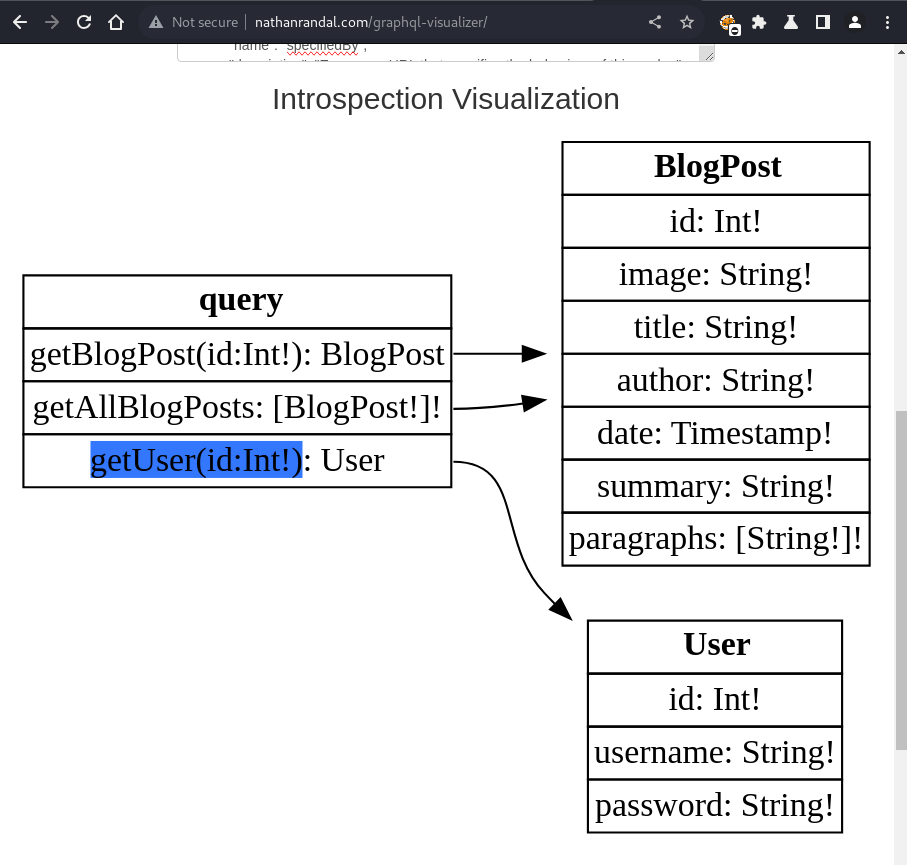 Not secure | nathanrandal.com/graphql-visualizer/
"name": "specifiedBy",
Introspection Visualization
query
getBlogPost(id:Int!): BlogPost
getAllBlogPosts: [BlogPost!]!
getUser(id:Int!): User
BlogPost
id: Int!
image: String!
title: String!
author: String!
date: Timestamp!
summary: String!
paragraphs: [String!]!
User
id: Int!
username: String!
password: String!